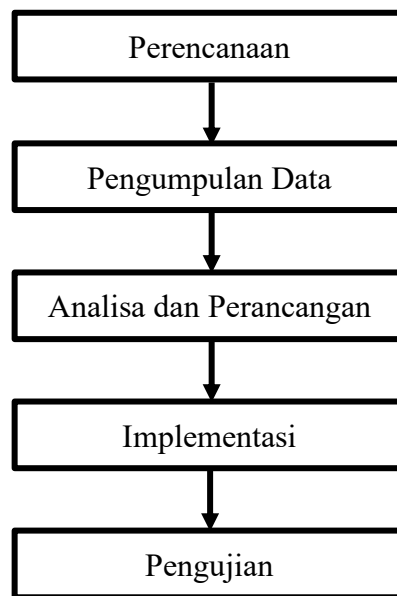 Perencanaan
Pengumpulan Data
Analisa dan Perancangan
Implementasi
Pengujian